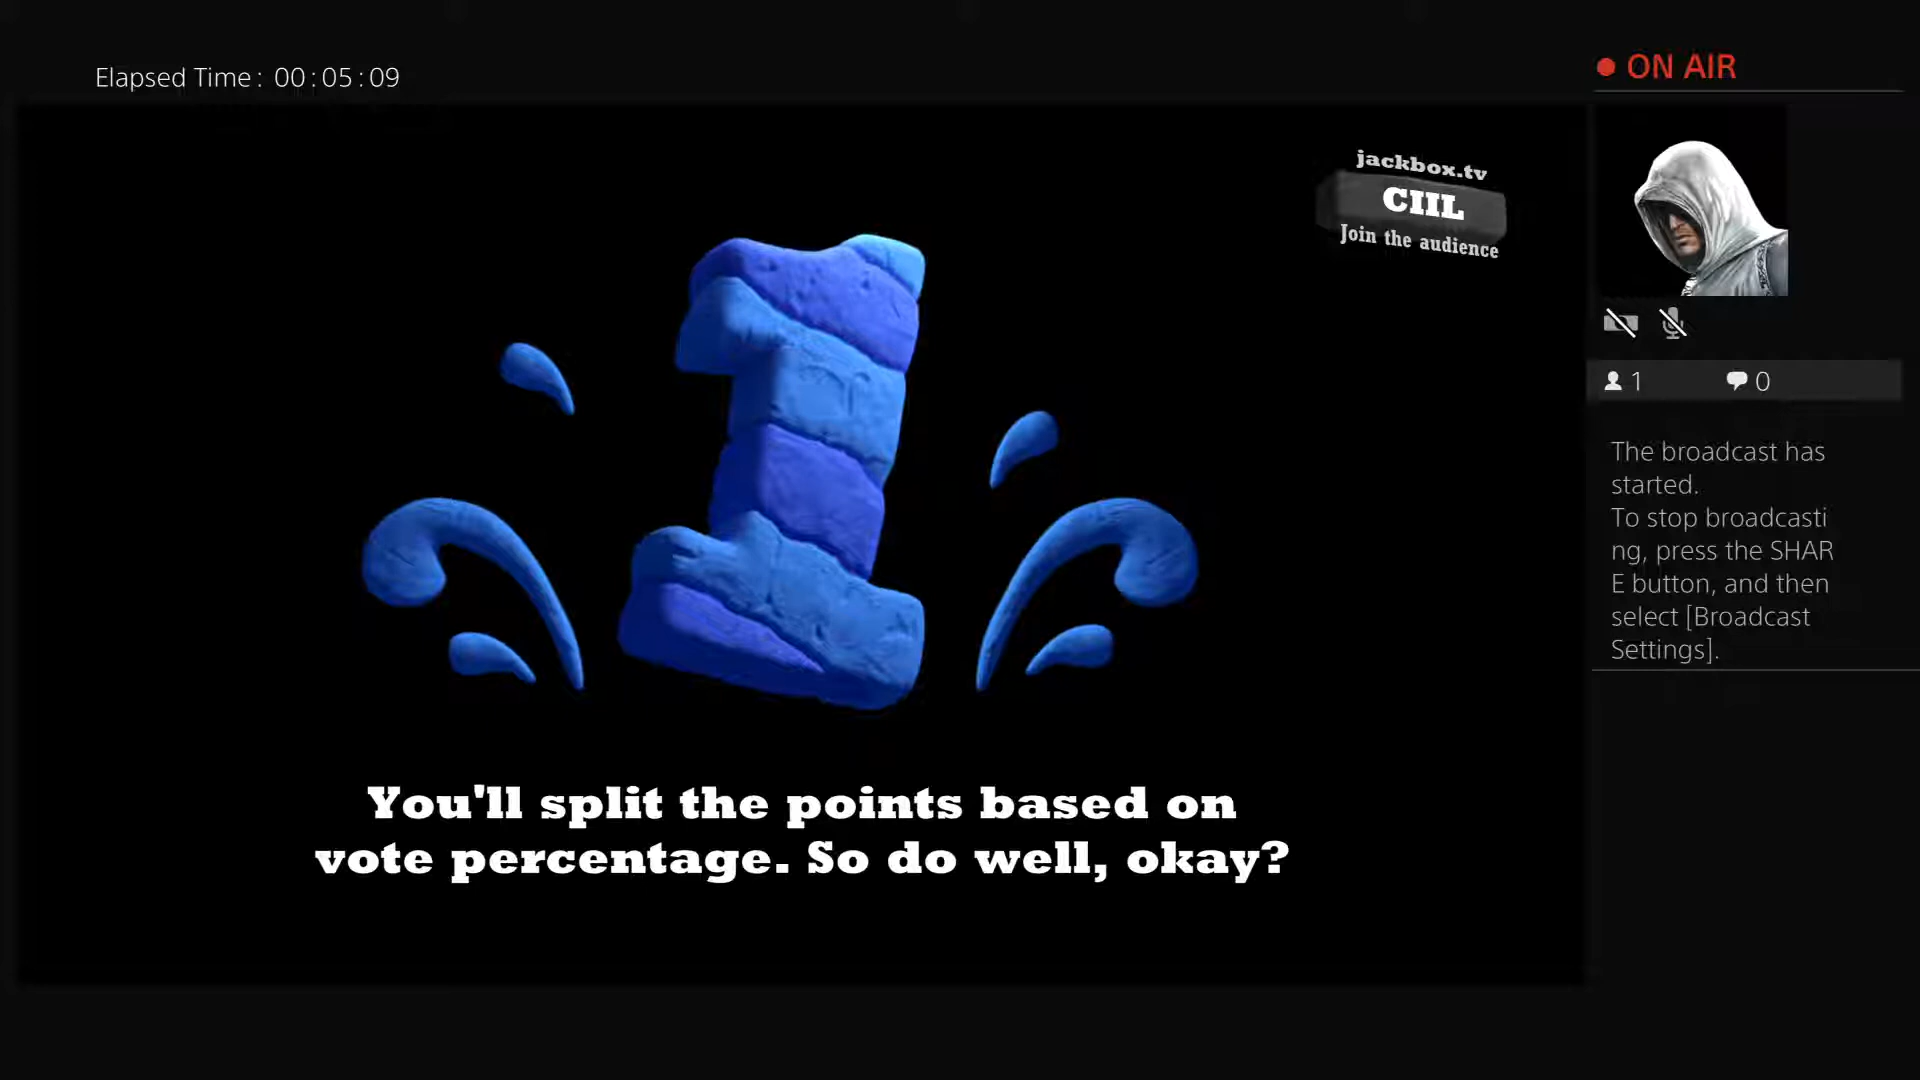 Elapsed Time : 00 : 05 : 09
ON AIR
jackbox.tv
CIIL
Join the audience
1
1
0
The broadcast has
started.
To stop broadcasti
ng, press the SHAR
E button, and then
select [Broadcast
Settings].
You'll split the points based on
vote percentage. So do well, okay?